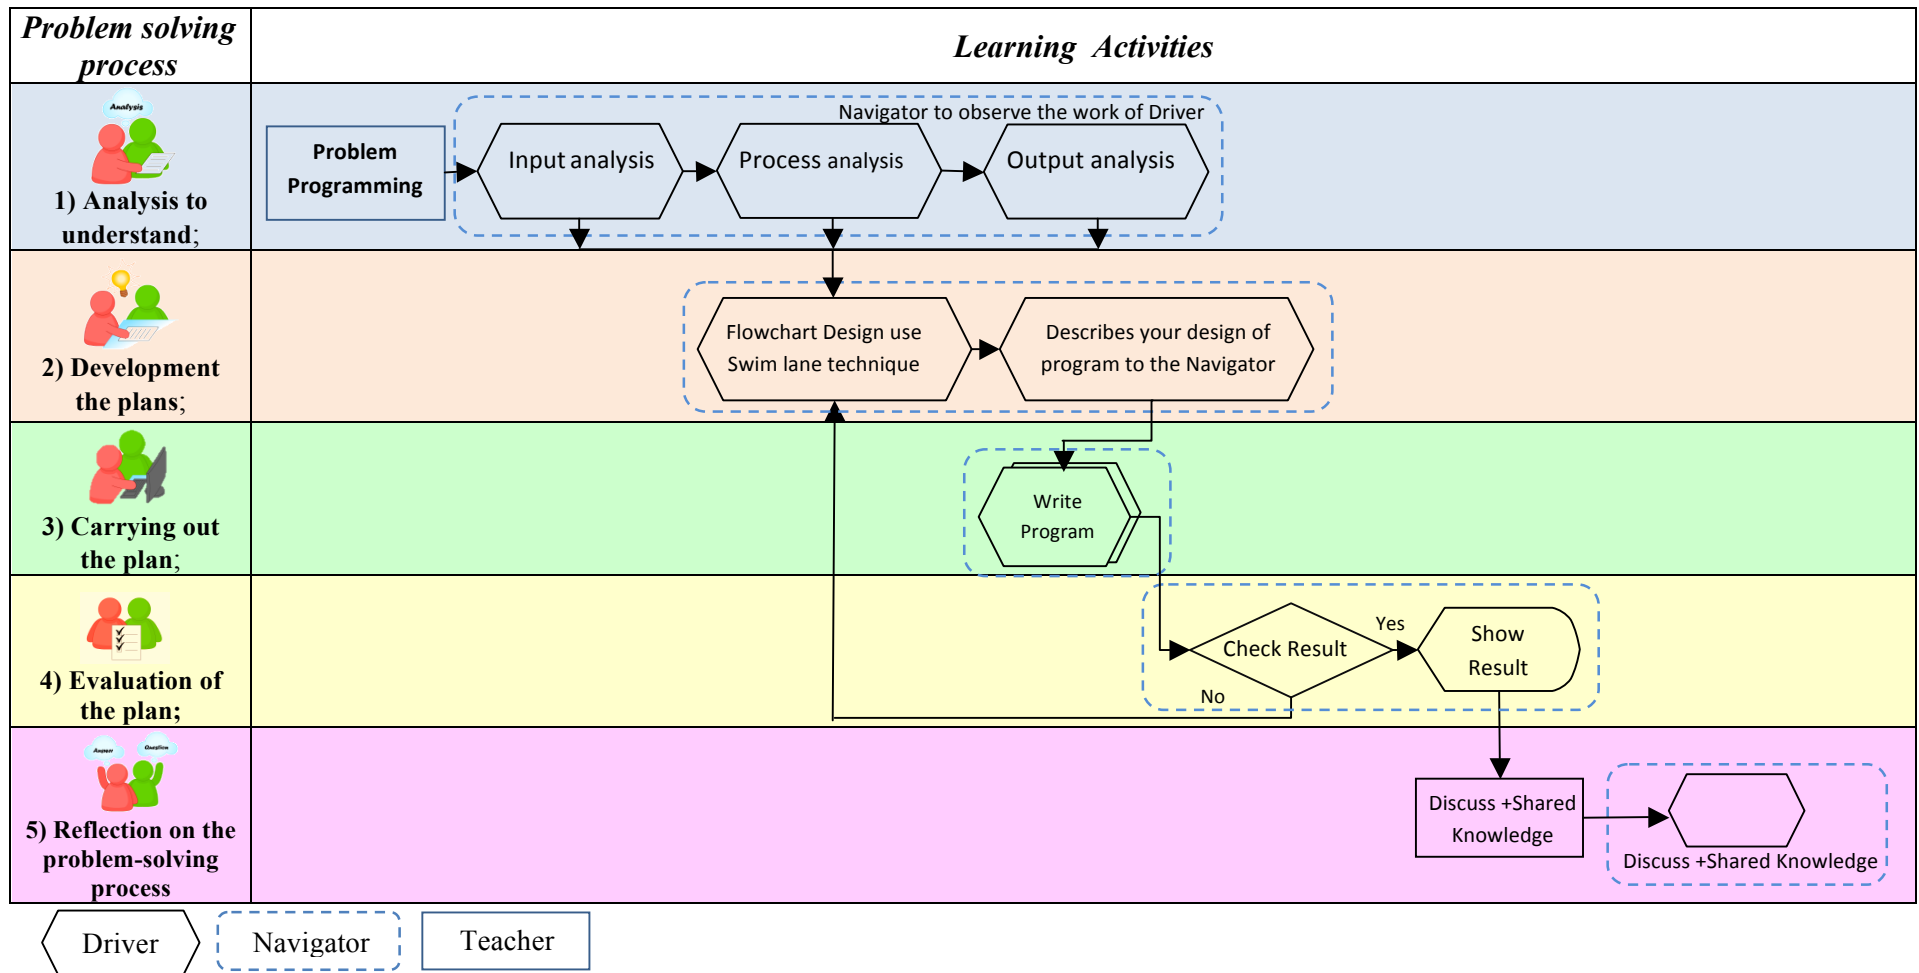 Problem solving
process
Learning Activities
Analysis
1) Analysis to
understand;
Navigator to observe the work of Driver
Problem
Programming
Input analysis
Process analysis
Output analysis
2) Development
the plans;
Flowchart Design use
Swim lane technique
Describes your design of
program to the Navigator
3) Carrying out
the plan;
Write
Program
4) Evaluation of
the plan;
Check Result
Yes
No
Show
Result
Answer
Question
5) Reflection on the
problem-solving
process
Discuss +Shared
Knowledge
Discuss +Shared Knowledge
Driver
Navigator
Teacher